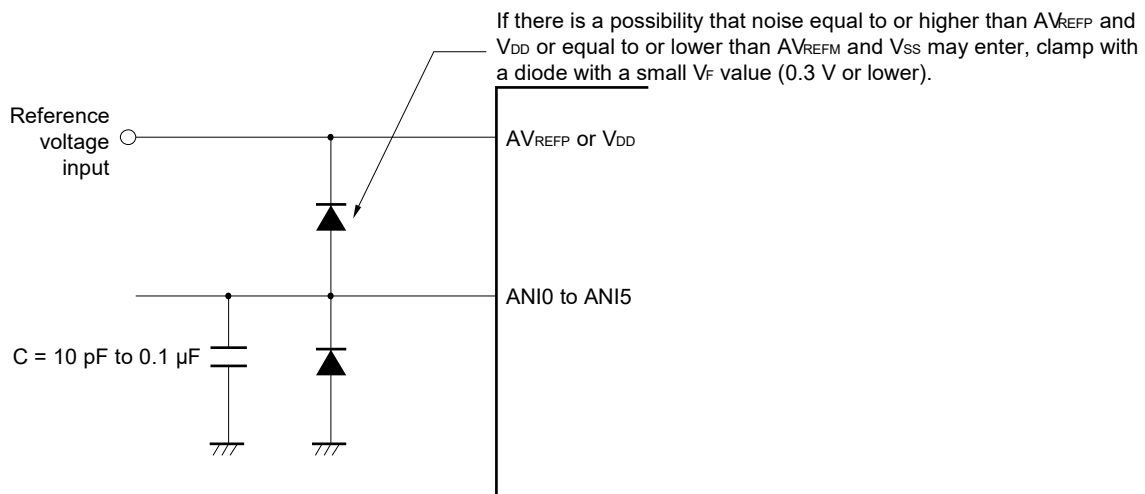 If there is a possibility that noise equal to or higher than AVREFP and
VDD or equal to or lower than AVREFM and VSS may enter, clamp with
a diode with a small VF value (0.3 V or lower).
Reference
voltage
input
AVREFP or VDD
ANI0 to ANI5
C = 10 pF to 0.1 μF